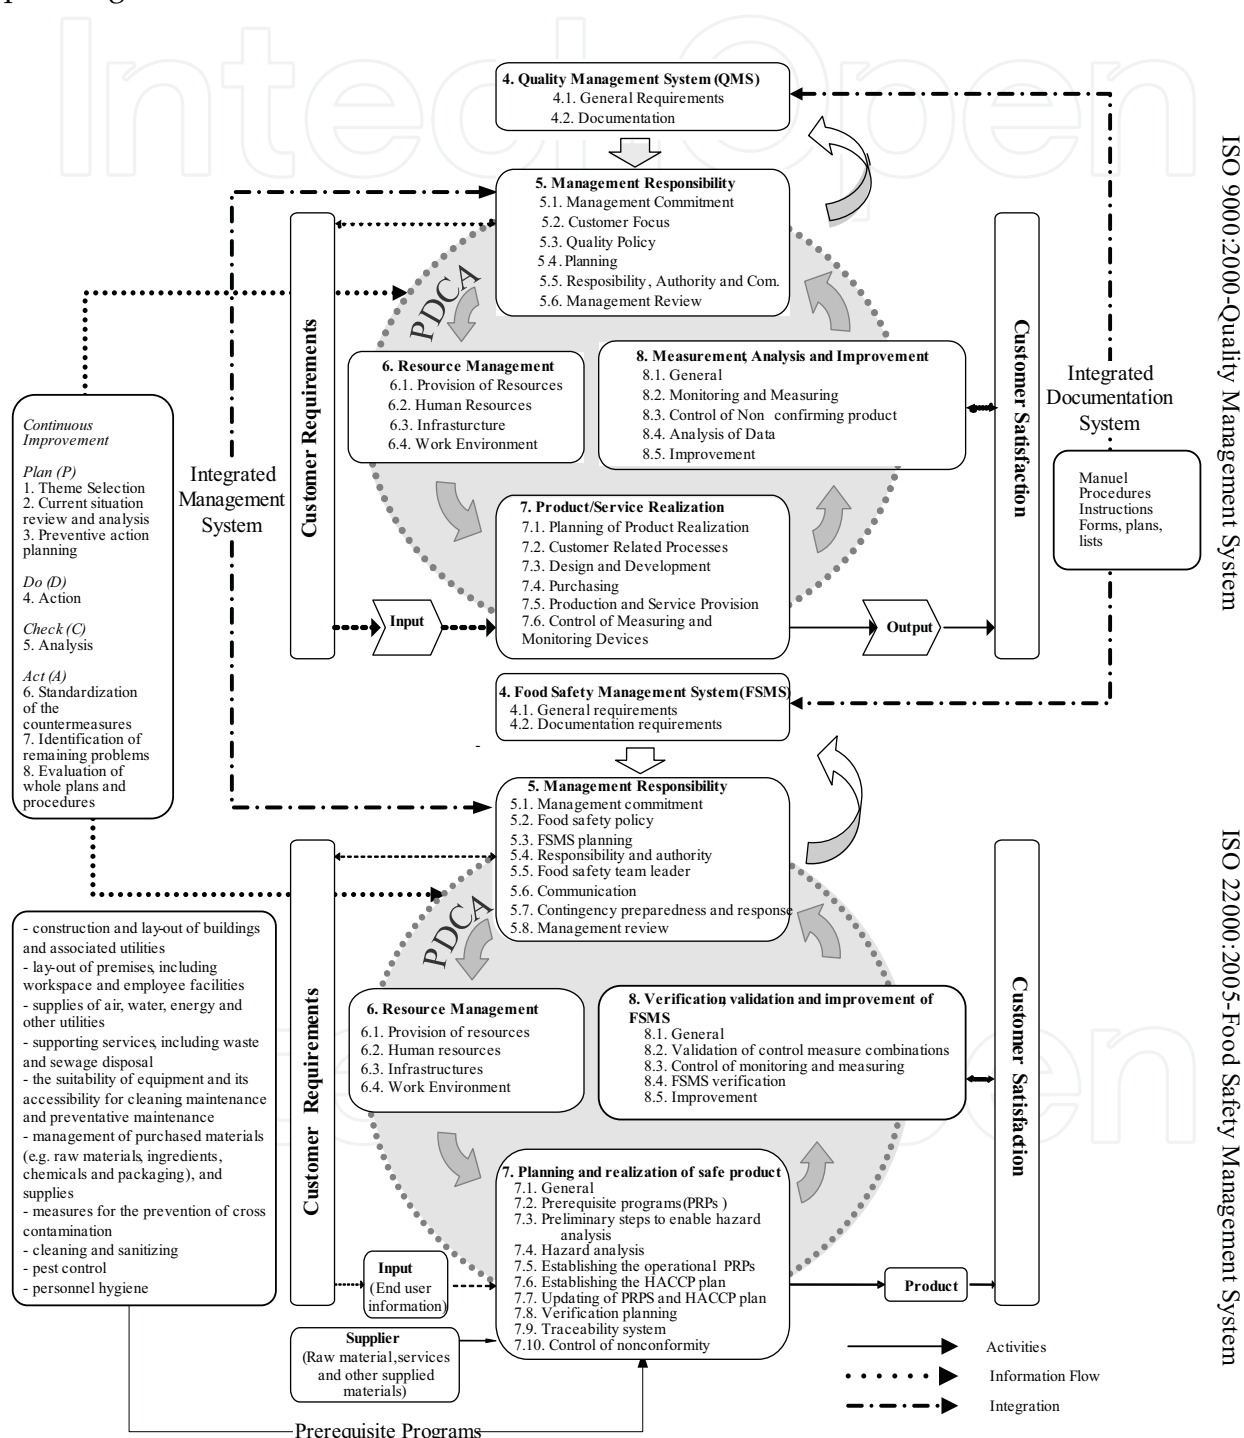 4. Quality Management System (QMS)
4.1. General Requirements
4.2. Documentation
5. Management Responsibility
5.1. Management Commitment
5.2. Customer Focus
5.3. Quality Policy
5.4. Planning
5.5. Resposibility, Authority and Com.
5.6. Management Review
PDCA
6. Resource Management
6.1. Provision of Resources
6.2. Human Resources
6.3. Infrasturcture
6.4. Work Environment
8. Measurement, Analysis and Improvement
8.1. General
8.2. Monitoring and Measuring
8.3. Control of Non confirming product
8.4. Analysis of Data
8.5. Improvement
7. Product/Service Realization
7.1. Planning of Product Realization
7.2. Customer Related Processes
7.3. Design and Development
7.4. Purchasing
7.5. Production and Service Provision
7.6. Control of Measuring and
Monitoring Devices
Customer Requirements
Customer Satisfaction
Input
Output
Integrated
Management
System
Integrated
Documentation
System
Manuel
Procedures
Instructions
Forms, plans,
lists
ISO 9000:2000-Quality Management System
Continuous
Improvement
Plan (P)
1. Theme Selection
2. Current situation
review and analysis
3. Preventive action
planning
Do (D)
4. Action
Check (C)
5. Analysis
Act (A)
6. Standardization
of the
countermeasures
7. Identification of
remaining problems
8. Evaluation of
whole plans and
procedures
4. Food Safety Management System (FSMS)
4.1. General requirements
4.2. Documentation requirements
-
5. Management Responsibility
5.1. Management commitment
5.2. Food safety policy
5.3. FSMS planning
5.4. Responsibility and authority
5.5. Food safety team leader
5.6. Communication
5.7. Contingency preparedness and response
5.8. Management review
PDCA
6. Resource Management
6.1. Provision of resources
6.2. Human resources
6.3. Infrastructures
6.4. Work Environment
8. Verification, validation and improvement of
FSMS
8.1. General
8.2. Validation of control measure combinations
8.3. Control of monitoring and measuring
8.4. FSMS verification
8.5. Improvement
7. Planning and realization of safe product
7.1. General
7.2. Prerequisite programs (PRPs )
7.3. Preliminary steps to enable hazard
analysis
7.4. Hazard analysis
7.5. Establishing the operational PRPs
7.6. Establishing the HACCP plan
7.7. Updating of PRPS and HACCP plan
7.8. Verification planning
7.9. Traceability system
7.10. Control of nonconformity
Customer Requirements
Customer Satisfaction
Input
(End user
information)
Supplier
(Raw material, services
and other supplied
materials)
Product
- construction and lay-out of buildings
and associated utilities
- lay-out of premises, including
workspace and employee facilities
- supplies of air, water, energy and
other utilities
- supporting services, including waste
and sewage disposal
- the suitability of equipment and its
accessibility for cleaning maintenance
and preventative maintenance
- management of purchased materials
(e.g. raw materials, ingredients,
chemicals and packaging), and
supplies
- measures for the prevention of cross
contamination
- cleaning and sanitizing
- pest control
- personnel hygiene
Prerequisite Programs
ISO 22000:2005-Food Safety Management System
Activities
Information Flow
Integration
IntechOpen
IntechOpen